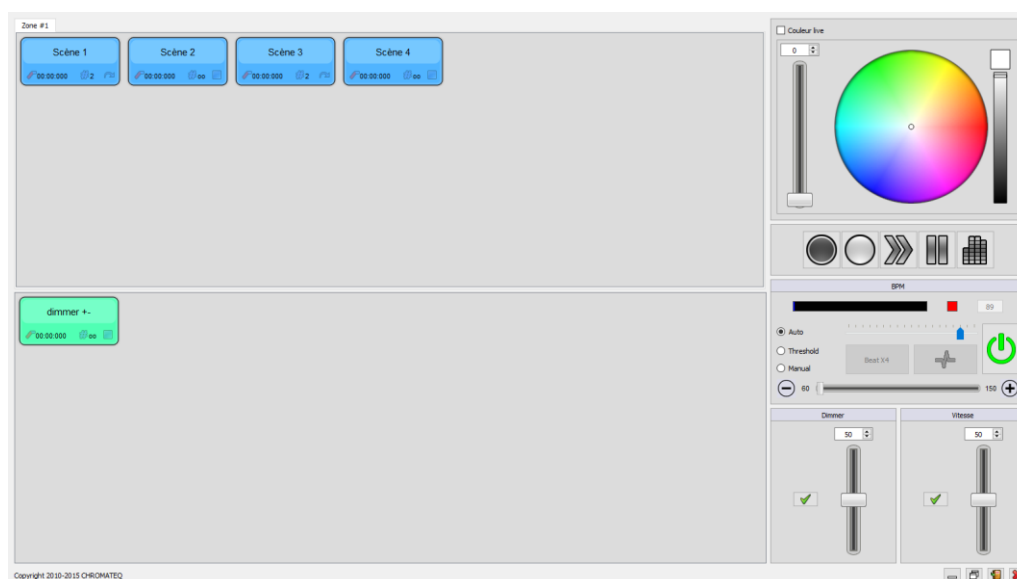 Zone #1
Scène 1
00:00:000 2
Scène 2
00:00:000 oo
Scène 3
00:00:000 2
Scène 4
00:00:000 oo
dimmer +-
00:00:000 oo
Couleur live
0
BPM
89
Auto
Threshold
Manual
Beat X4
60
150
Dimmer
50
Vitesse
50
Copyright 2010-2015 CHROMATEQ